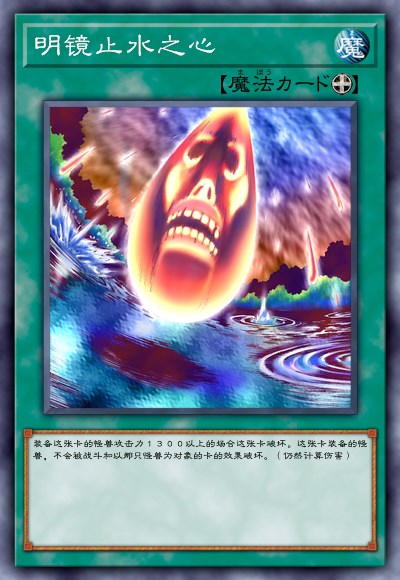 明镜止水之心
魔
【魔法カード】
まほう
装备这张卡的怪兽攻击力１３００以上的场合这张卡破坏。这张卡装备的怪
兽，不会被战斗和以那只怪兽为对象的卡的效果破坏。（仍然计算伤害）